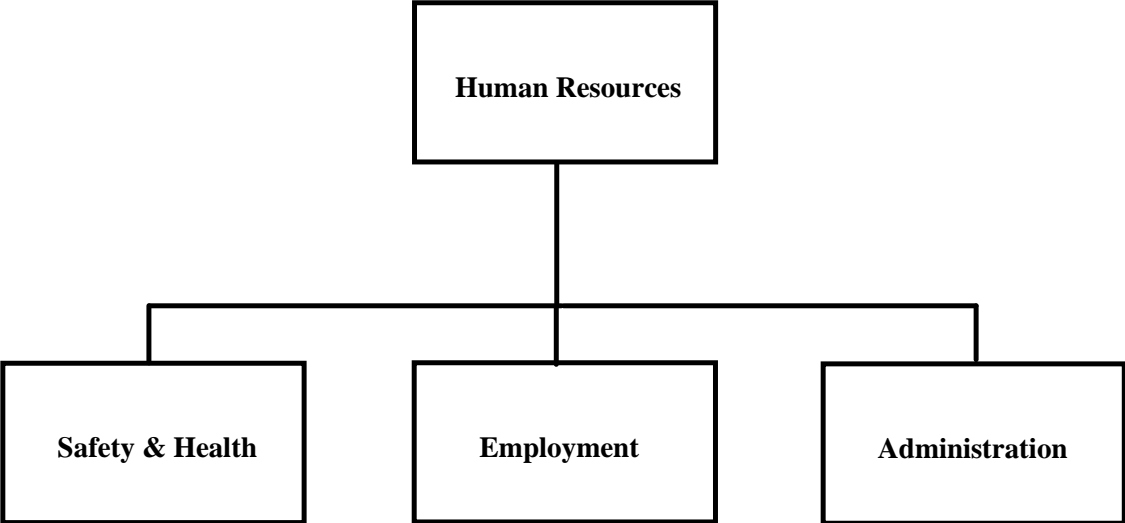 Human Resources
Safety & Health
Employment
Administration